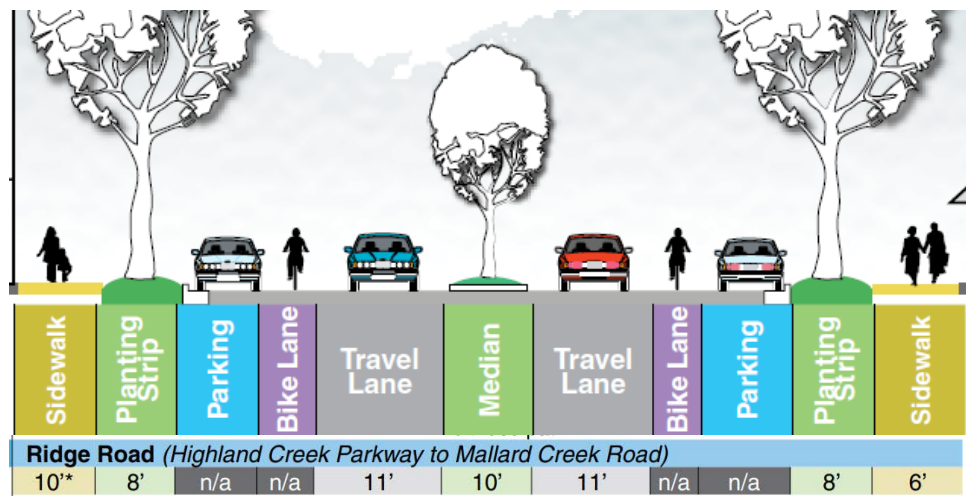 Sidewalk
Planting
Strip
Parking
Bike Lane
Travel
Lane
Median
Travel
Lane
Bike Lane
Parking
Planting
Strip
Sidewalk
Ridge Road (Highland Creek Parkway to Mallard Creek Road)
10'* 8' n/a n/a 11' 10' 11' n/a n/a 8' 6'